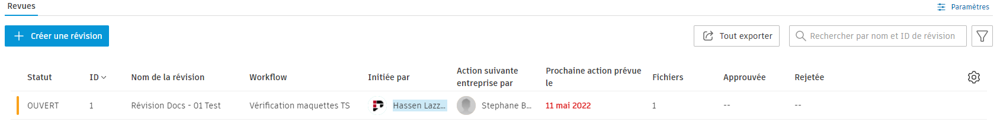 Revues
Paramètres
Créer une révision
Tout exporter
Rechercher par nom et ID de révision
Statut
ID
Nom de la révision
Workflow
Initiée par
Action suivante
entreprise par
Prochaine action prévue
le
Fichiers
Approuvée
Rejetée
OUVERT
1
Révision Docs - 01 Test
Vérification maquettes TS
Hassen Lazz...
Stephane B...
11 mai 2022
1
--
--